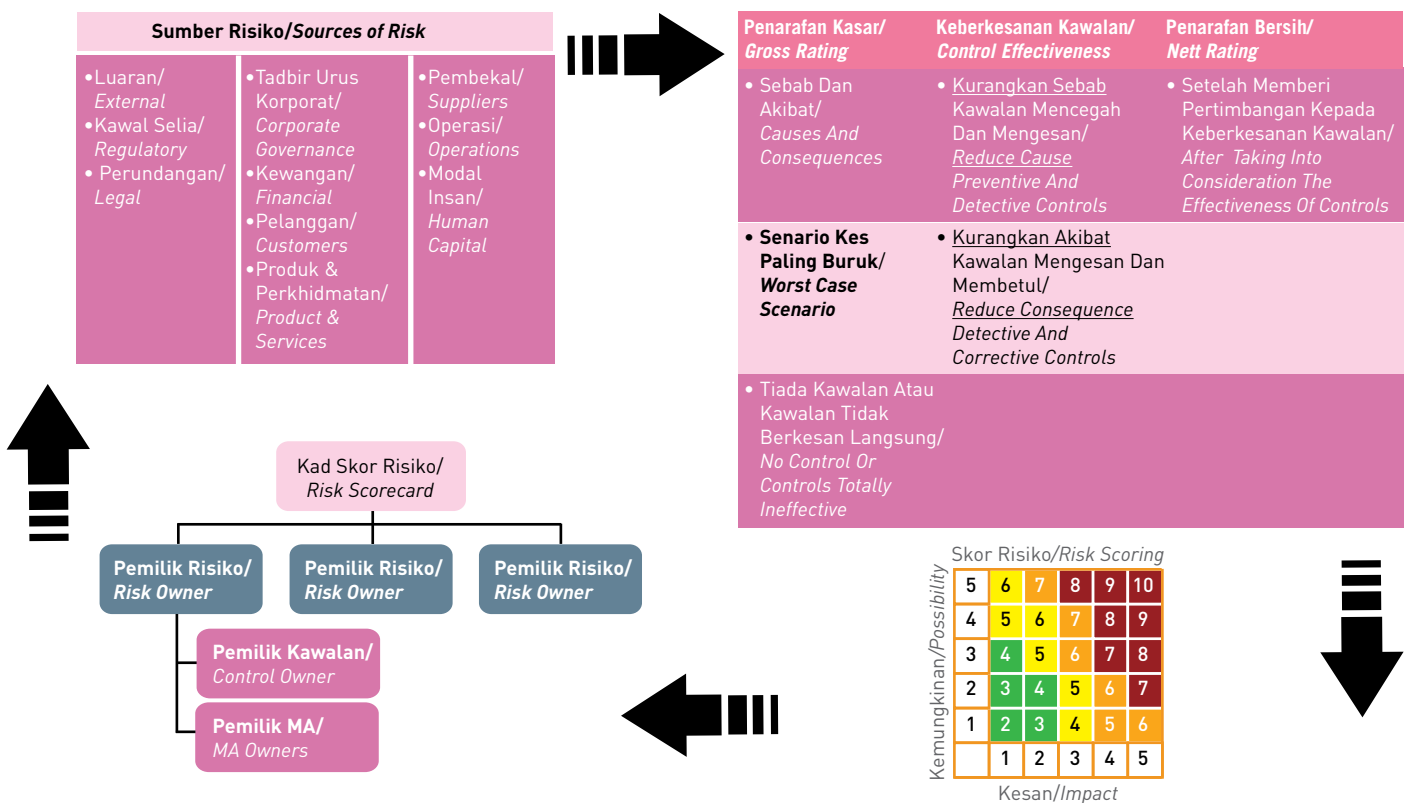 Sumber Risiko/Sources of Risk
•Luaran/
External
•Kawal Selia/
Regulatory
• Perundangan/
Legal
•Tadbir Urus
Korporat/
Corporate
Governance
•Kewangan/
Financial
•Pelanggan/
Customers
•Produk &
Perkhidmatan/
Product &
Services
•Pembekal/
Suppliers
•Operasi/
Operations
•Modal
Insan/
Human
Capital
Penarafan Kasar/
Gross Rating
Keberkesanan Kawalan/
Control Effectiveness
Penarafan Bersih/
Nett Rating
• Sebab Dan
Akibat/
Causes And
Consequences
• Kurangkan Sebab
Kawalan Mencegah
Dan Mengesan/
Reduce Cause
Preventive And
Detective Controls
• Setelah Memberi
Pertimbangan Kepada
Keberkesanan Kawalan/
After Taking Into
Consideration The
Effectiveness Of Controls
• Senario Kes
Paling Buruk/
Worst Case
Scenario
• Kurangkan Akibat
Kawalan Mengesan Dan
Membetul/
Reduce Consequence
Detective And
Corrective Controls
• Tiada Kawalan Atau
Kawalan Tidak
Berkesan Langsung/
No Control Or
Controls Totally
Ineffective
Skor Risiko/Risk Scoring
Kemungkinan/Possibility
5 6 7 8 9 10
4 5 6 7 8 9
3 4 5 6 7 8
2 3 4 5 6 7
1 2 3 4 5 6
1 2 3 4 5
Kesan/Impact
Kad Skor Risiko/
Risk Scorecard
Pemilik Risiko/
Risk Owner
Pemilik Risiko/
Risk Owner
Pemilik Risiko/
Risk Owner
Pemilik Kawalan/
Control Owner
Pemilik MA/
MA Owners